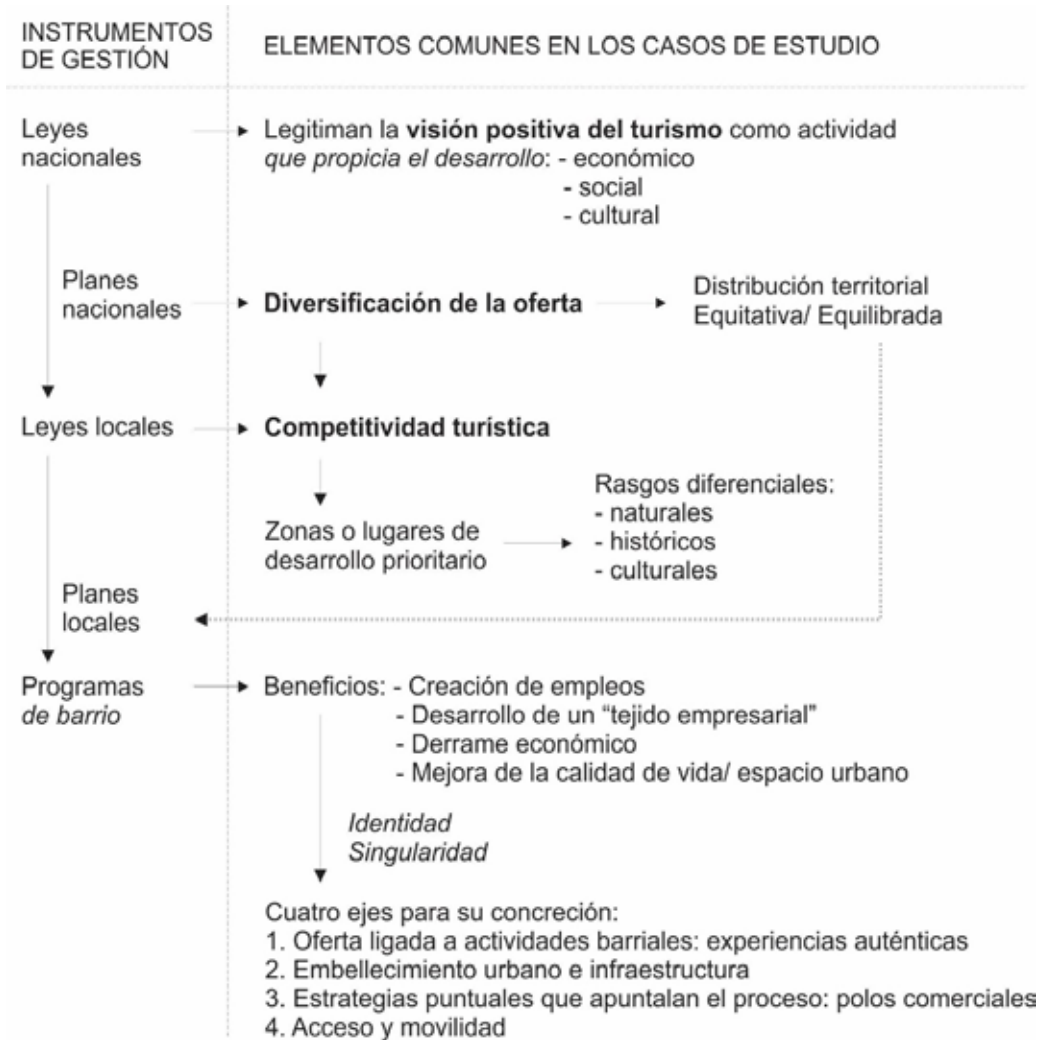 INSTRUMENTOS
DE GESTIÓN
ELEMENTOS COMUNES EN LOS CASOS DE ESTUDIO
Leyes
nacionales
Legitiman la visión positiva del turismo como actividad
que propicia el desarrollo: - económico
- social
- cultural
Planes
nacionales
Diversificación de la oferta
Distribución territorial
Equitativa/ Equilibrada
Leyes locales
Competitividad turística
Zonas o lugares de
desarrollo prioritario
Rasgos diferenciales:
- naturales
- históricos
- culturales
Planes
locales
Programas
de barrio
Beneficios: - Creación de empleos
- Desarrollo de un “tejido empresarial”
- Derrame económico
- Mejora de la calidad de vida/ espacio urbano
Identidad
Singularidad
Cuatro ejes para su concreción:
1. Oferta ligada a actividades barriales: experiencias auténticas
2. Embellecimiento urbano e infraestructura
3. Estrategias puntuales que apuntalan el proceso: polos comerciales
4. Acceso y movilidad